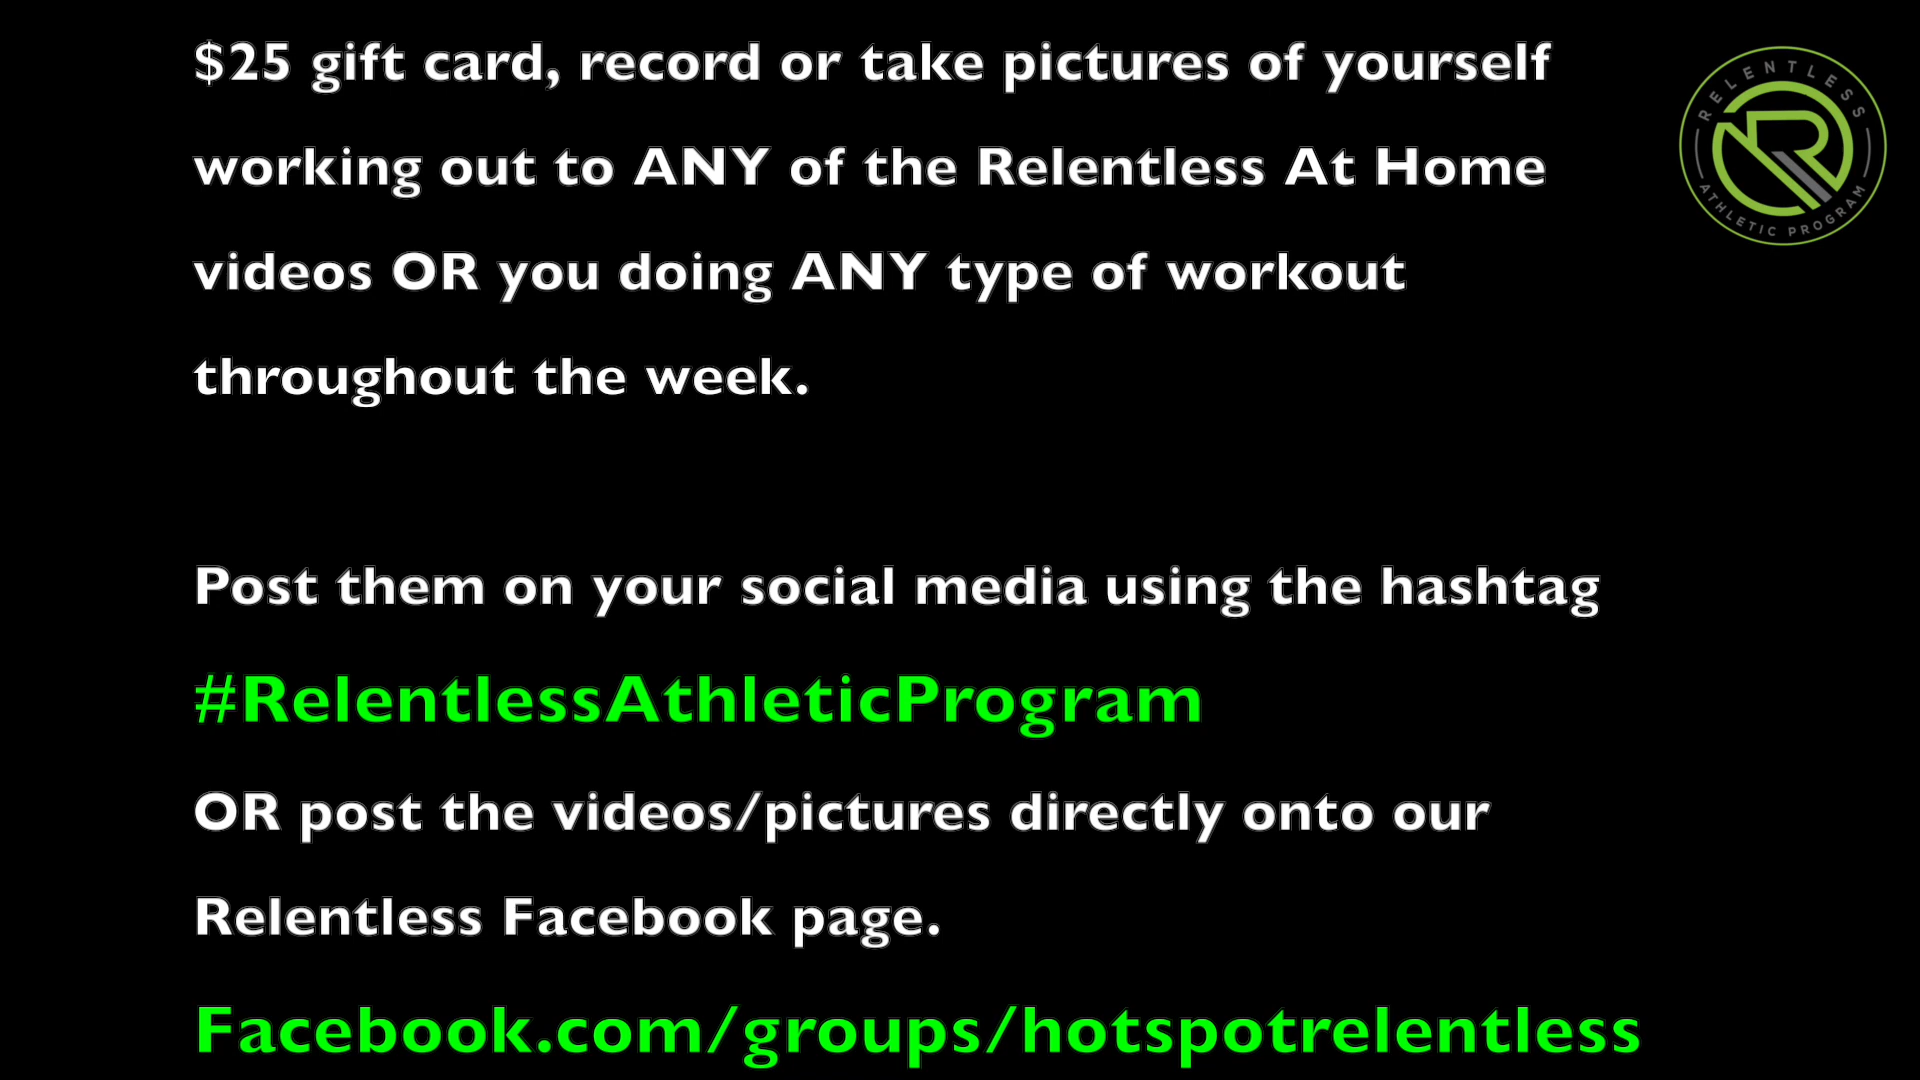 $25 gift card, record or take pictures of yourself
working out to ANY of the Relentless At Home
videos OR you doing ANY type of workout
throughout the week.
Post them on your social media using the hashtag
#RelentlessAthleticProgram
OR post the videos/pictures directly onto our
Relentless Facebook page.
Facebook.com/groups/hotspotrelentless
RELENTLESS
R
ATHLETIC PROGRAM